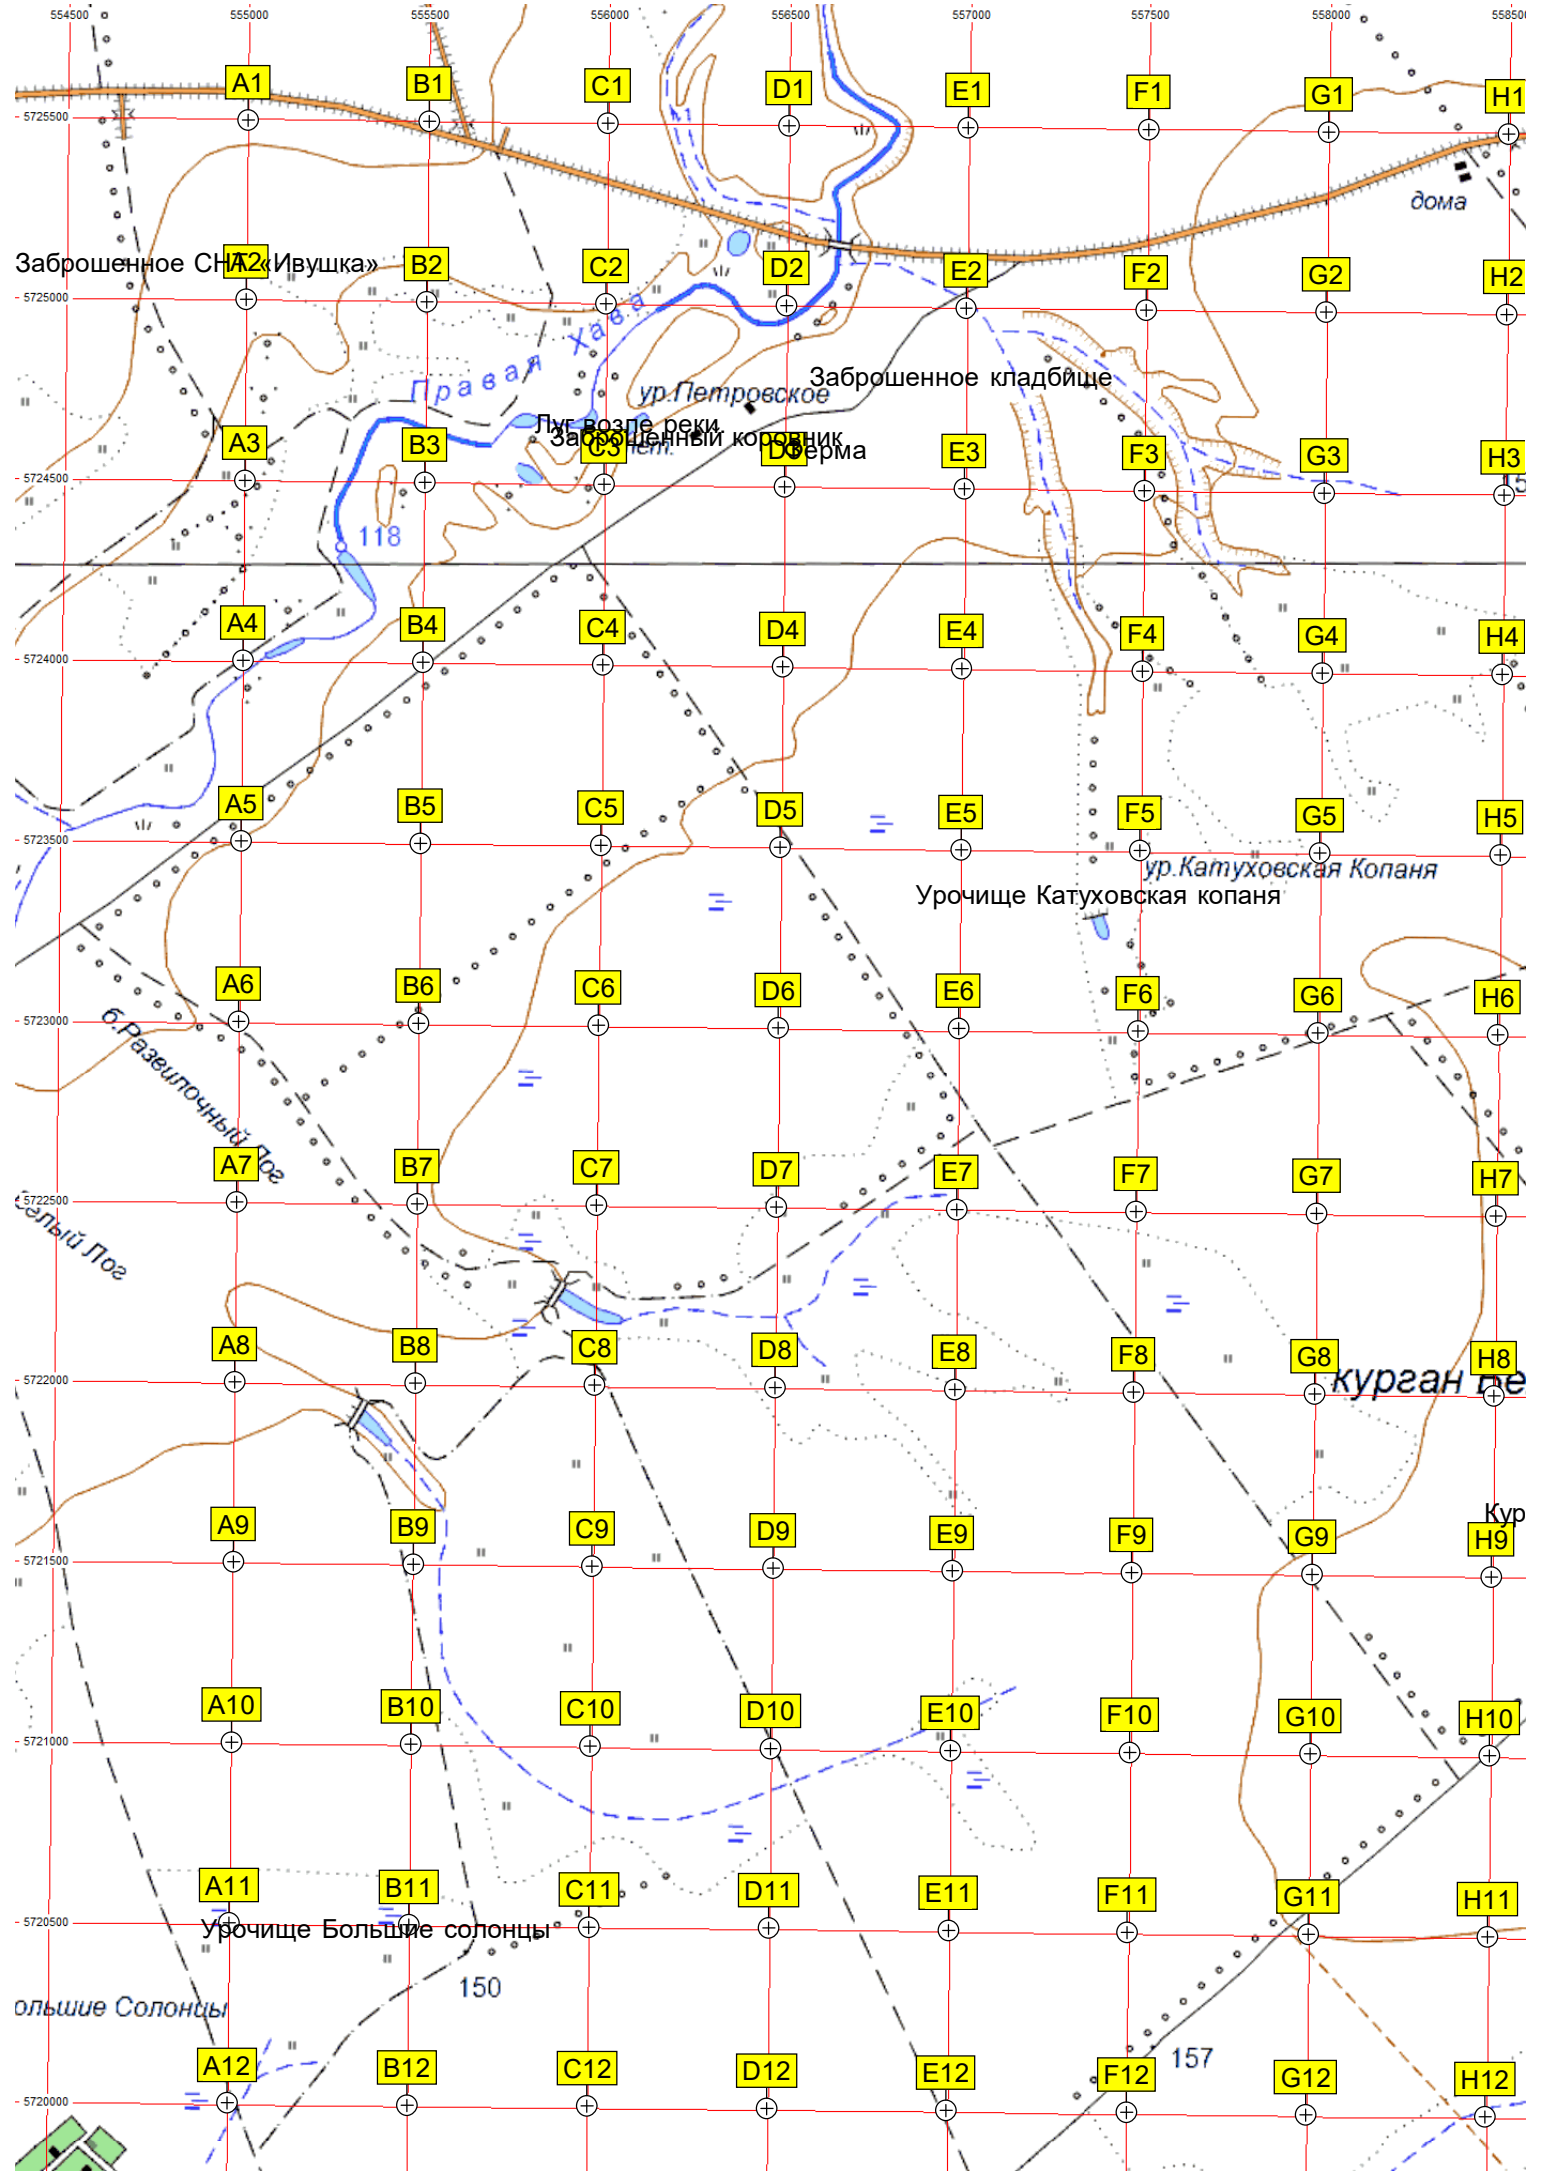 554500 555000 555500 556000 556500 557000 557500 558000
5725500
A1 B1 C1 D1 E1 F1 G1 H1
дома
Заброшенное СНТ «Ивушка»
5725000
A2 B2 C2 D2 E2 F2 G2 H2
Правая Хава
Заброшенное кладбище
ур.Петровское
Луг возле реки
Заброшенный коровник
Ферма
5724500
A3 B3 C3 D3 E3 F3 G3 H3
118
5724000
A4 B4 C4 D4 E4 F4 G4 H4
5723500
A5 B5 C5 D5 E5 F5 G5 H5
ур.Катуховская Копаня
Урочище Катуховская копаня
5723000
A6 B6 C6 D6 E6 F6 G6 H6
б.Развилочный Лог
5722500
A7 B7 C7 D7 E7 F7 G7 H7
Лог
5722000
A8 B8 C8 D8 E8 F8 G8 H8
курган
5721500
A9 B9 C9 D9 E9 F9 G9 H9
Кур
5721000
A10 B10 C10 D10 E10 F10 G10 H10
5720500
A11 B11 C11 D11 E11 F11 G11 H11
Урочище Большие солонцы
150
ольшие Солонцы
157
5720000
A12 B12 C12 D12 E12 F12 G12 H12